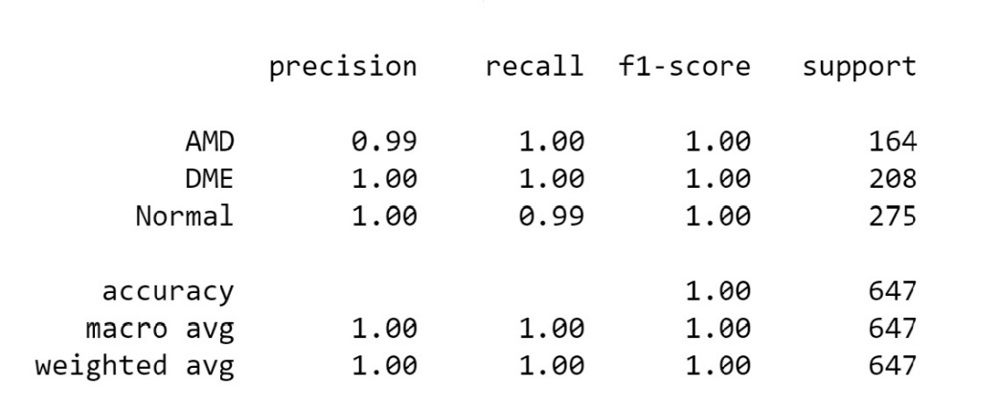 precision recall f1-score support
AMD 0.99 1.00 1.00 164
DME 1.00 1.00 1.00 208
Normal 1.00 0.99 1.00 275
accuracy 1.00 647
macro avg 1.00 1.00 1.00 647
weighted avg 1.00 1.00 1.00 647